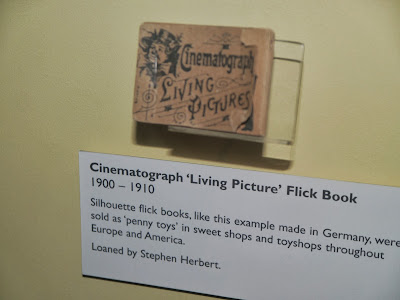 Cinematograph
LIVING
PICTURES
Cinematograph ‘Living Picture’ Flick Book
1900 – 1910
Silhouette flick books, like this example made in Germany, were
sold as ‘penny toys’ in sweet shops and toyshops throughout
Europe and America.
Loaned by Stephen Herbert.